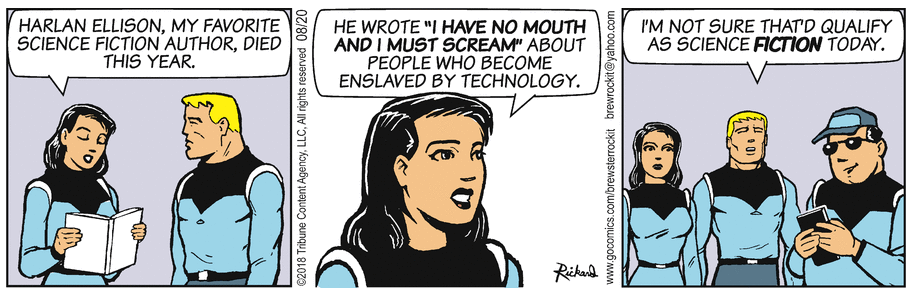 HARLAN ELLISON, MY FAVORITE
SCIENCE FICTION AUTHOR, DIED
THIS YEAR.
©2018 Tribune Content Agency, LLC, All rights reserved 08/20
HE WROTE "I HAVE NO MOUTH
AND I MUST SCREAM" ABOUT
PEOPLE WHO BECOME
ENSLAVED BY TECHNOLOGY.
Rickard
www.gocomics.com/brewsterrockit brewrockit@yahoo.com
I'M NOT SURE THAT'D QUALIFY
AS SCIENCE FICTION TODAY.